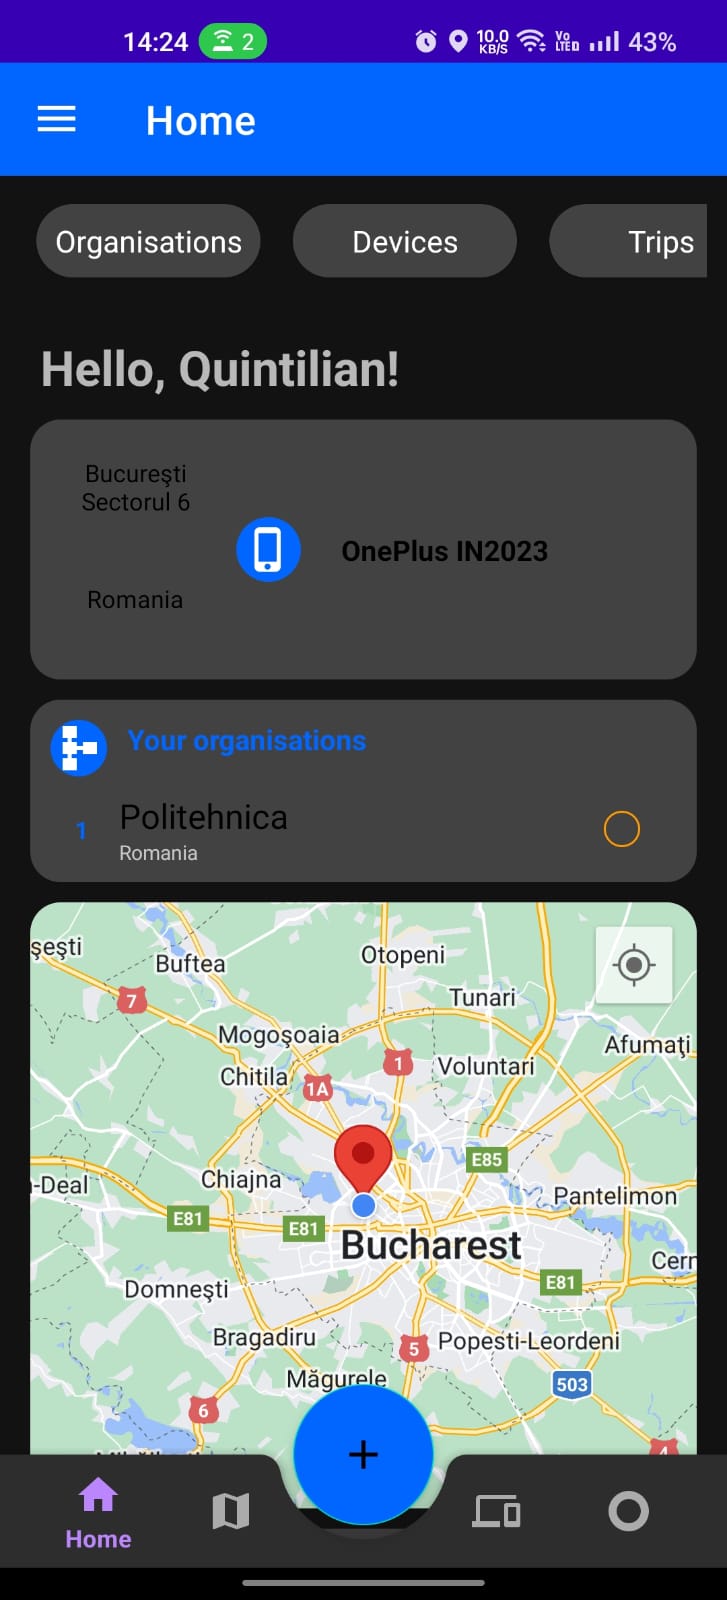 14:24 2 10.0 KB/S Vo LTE D 43%
Home
Organisations Devices Trips
Hello, Quintilian!
Bucureşti
Sectorul 6
OnePlus IN2023
Romania
Your organisations
1 Politehnica
Romania
şeşti
Buftea
Otopeni
7
Tunari
Mogoşoaia
Afumaţi
1
Voluntari
Chitila
1A
E85
-Deal
Chiajna
Pantelimon
E81
E81
Bucharest
Cern
E81
Domneşti
Bragadiru
5
Popesti-Leordeni
Măgurele
503
6
4
+
Home